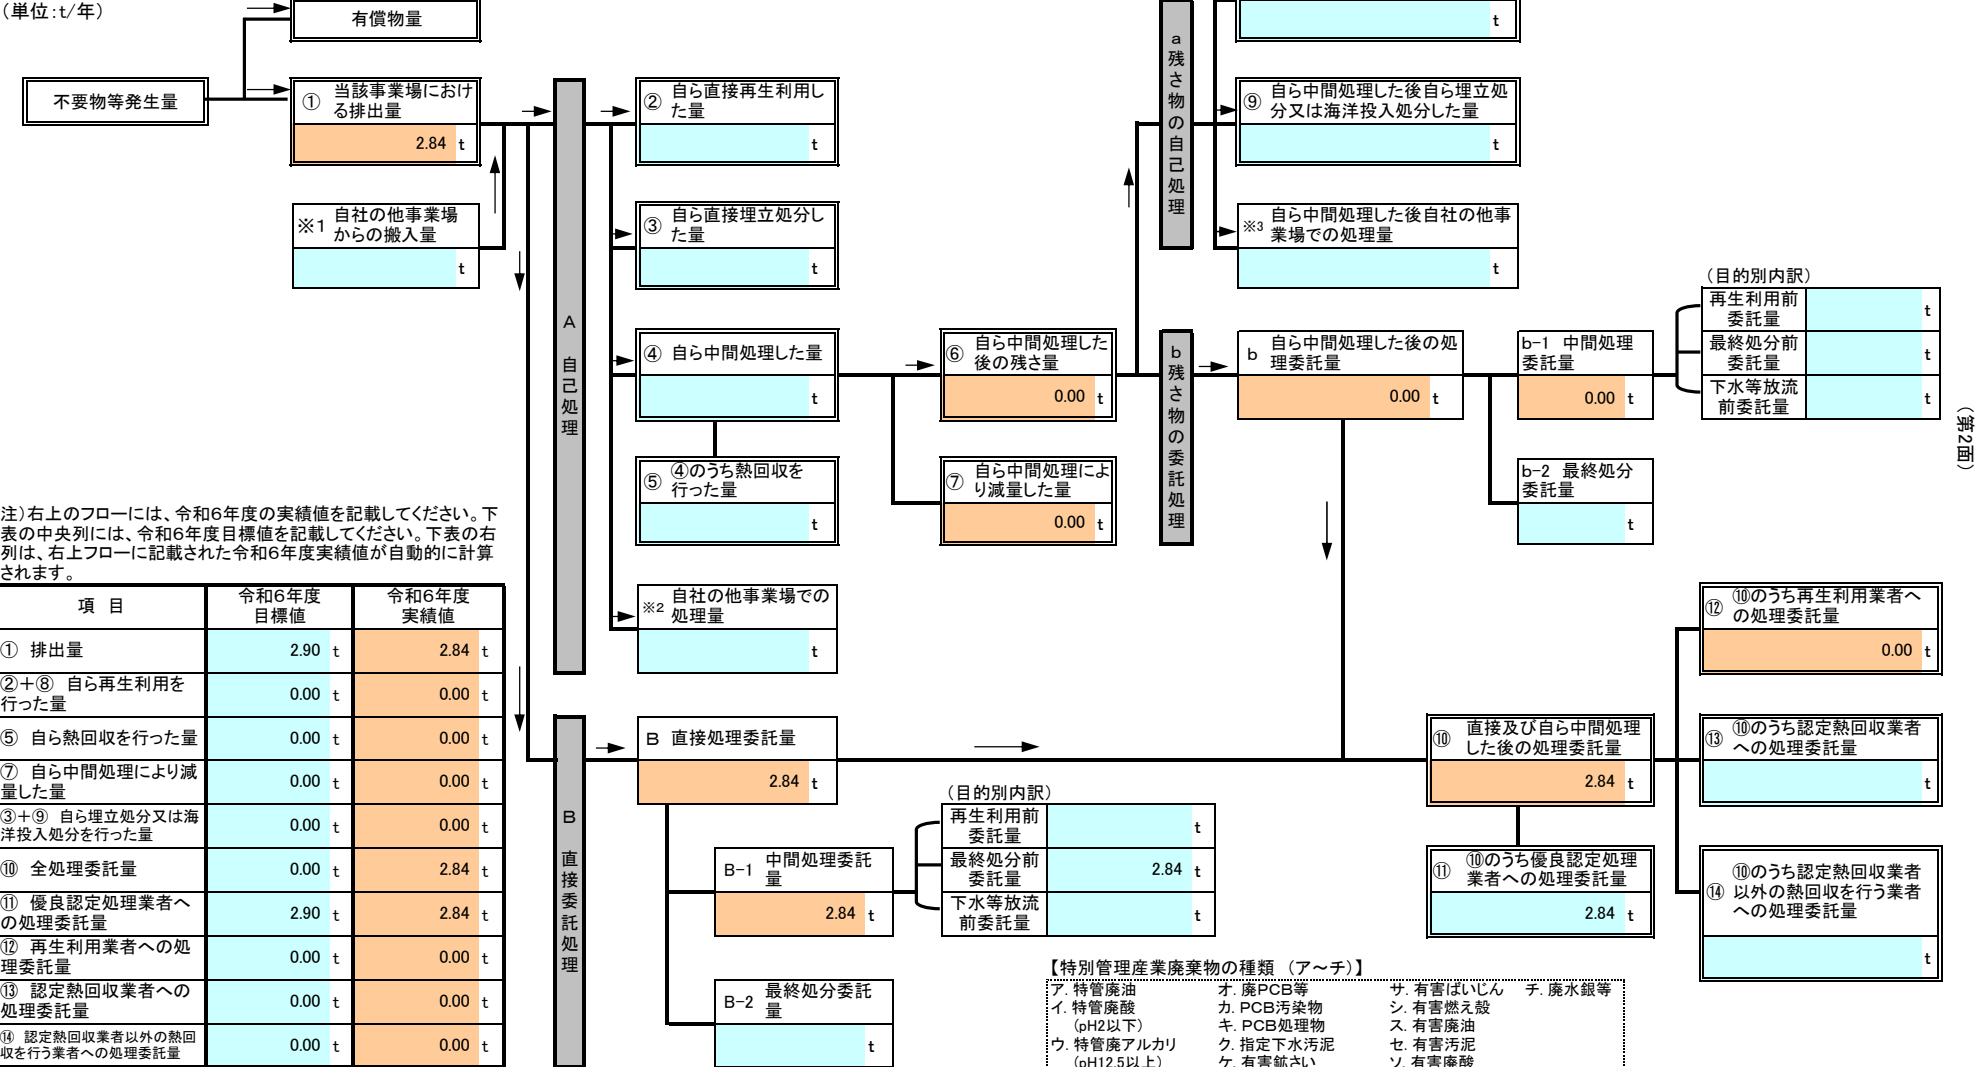 （単位：t/年）
有償物量
t
不要物等発生量
① 当該事業場におけ
る排出量
2.84 t
※1 自社の他事業場
からの搬入量
t
A 自己処理
② 自ら直接再生利用し
た量
t
③ 自ら直接埋立処分し
た量
t
④ 自ら中間処理した量
t
⑤ ④のうち熱回収を
行った量
t
※2 自社の他事業場での
処理量
t
⑥ 自ら中間処理した
後の残さ量
0.00 t
⑦ 自ら中間処理によ
り減量した量
0.00 t
a 残さ物の自己処理
⑨ 自ら中間処理した後自ら埋立処
分又は海洋投入処分した量
t
※3 自ら中間処理した後自社の他事
業場での処理量
t
b 残さ物の委託処理
b 自ら中間処理した後の処
理委託量
0.00 t
b-1 中間処理
委託量
0.00 t
b-2 最終処分
委託量
t
（目的別内訳）
再生利用前
委託量
t
最終処分前
委託量
t
下水等放流
前委託量
t
（第2面）
注）右上のフローには、令和6年度の実績値を記載してください。下
表の中央列には、令和6年度目標値を記載してください。下表の右
列は、右上フローに記載された令和6年度実績値が自動的に計算
されます。
項 目 令和6年度
目標値 令和6年度
実績値
① 排出量 2.90 t 2.84 t
②＋⑧ 自ら再生利用を
行った量 0.00 t 0.00 t
⑤ 自ら熱回収を行った量 0.00 t 0.00 t
⑦ 自ら中間処理により減
量した量 0.00 t 0.00 t
③＋⑨ 自ら埋立処分又は海
洋投入処分を行った量 0.00 t 0.00 t
⑩ 全処理委託量 0.00 t 2.84 t
⑪ 優良認定処理業者へ
の処理委託量 2.90 t 2.84 t
⑫ 再生利用業者への処
理委託量 0.00 t 0.00 t
⑬ 認定熱回収業者への
処理委託量 0.00 t 0.00 t
⑭ 認定熱回収業者以外の熱回
収を行う業者への処理委託量 0.00 t 0.00 t
B 直接委託処理
B 直接処理委託量
2.84 t
B-1 中間処理委託
量
2.84 t
B-2 最終処分委託
量
t
（目的別内訳）
再生利用前
委託量
t
最終処分前
委託量
2.84 t
下水等放流
前委託量
t
⑩ 直接及び自ら中間処理
した後の処理委託量
2.84 t
⑪ ⑩のうち優良認定処理
業者への処理委託量
2.84 t
⑫ ⑩のうち再生利用業者へ
の処理委託量
0.00 t
⑬ ⑩のうち認定熱回収業者
への処理委託量
t
⑭ ⑩のうち認定熱回収業者
以外の熱回収を行う業者
への処理委託量
t
【特別管理産業廃棄物の種類 （ア～チ）】
ア．特管廃油 オ．廃PCB等 サ．有害ばいじん チ．廃水銀等
イ．特管廃酸 カ．PCB汚染物 シ．有害燃え殻
（pH2以下） キ．PCB処理物 ス．有害廃油
ウ．特管廃アルカリ ク．指定下水汚泥 セ．有害汚泥
（pH12.5以上） ケ．有害鉱さい ソ．有害廃酸